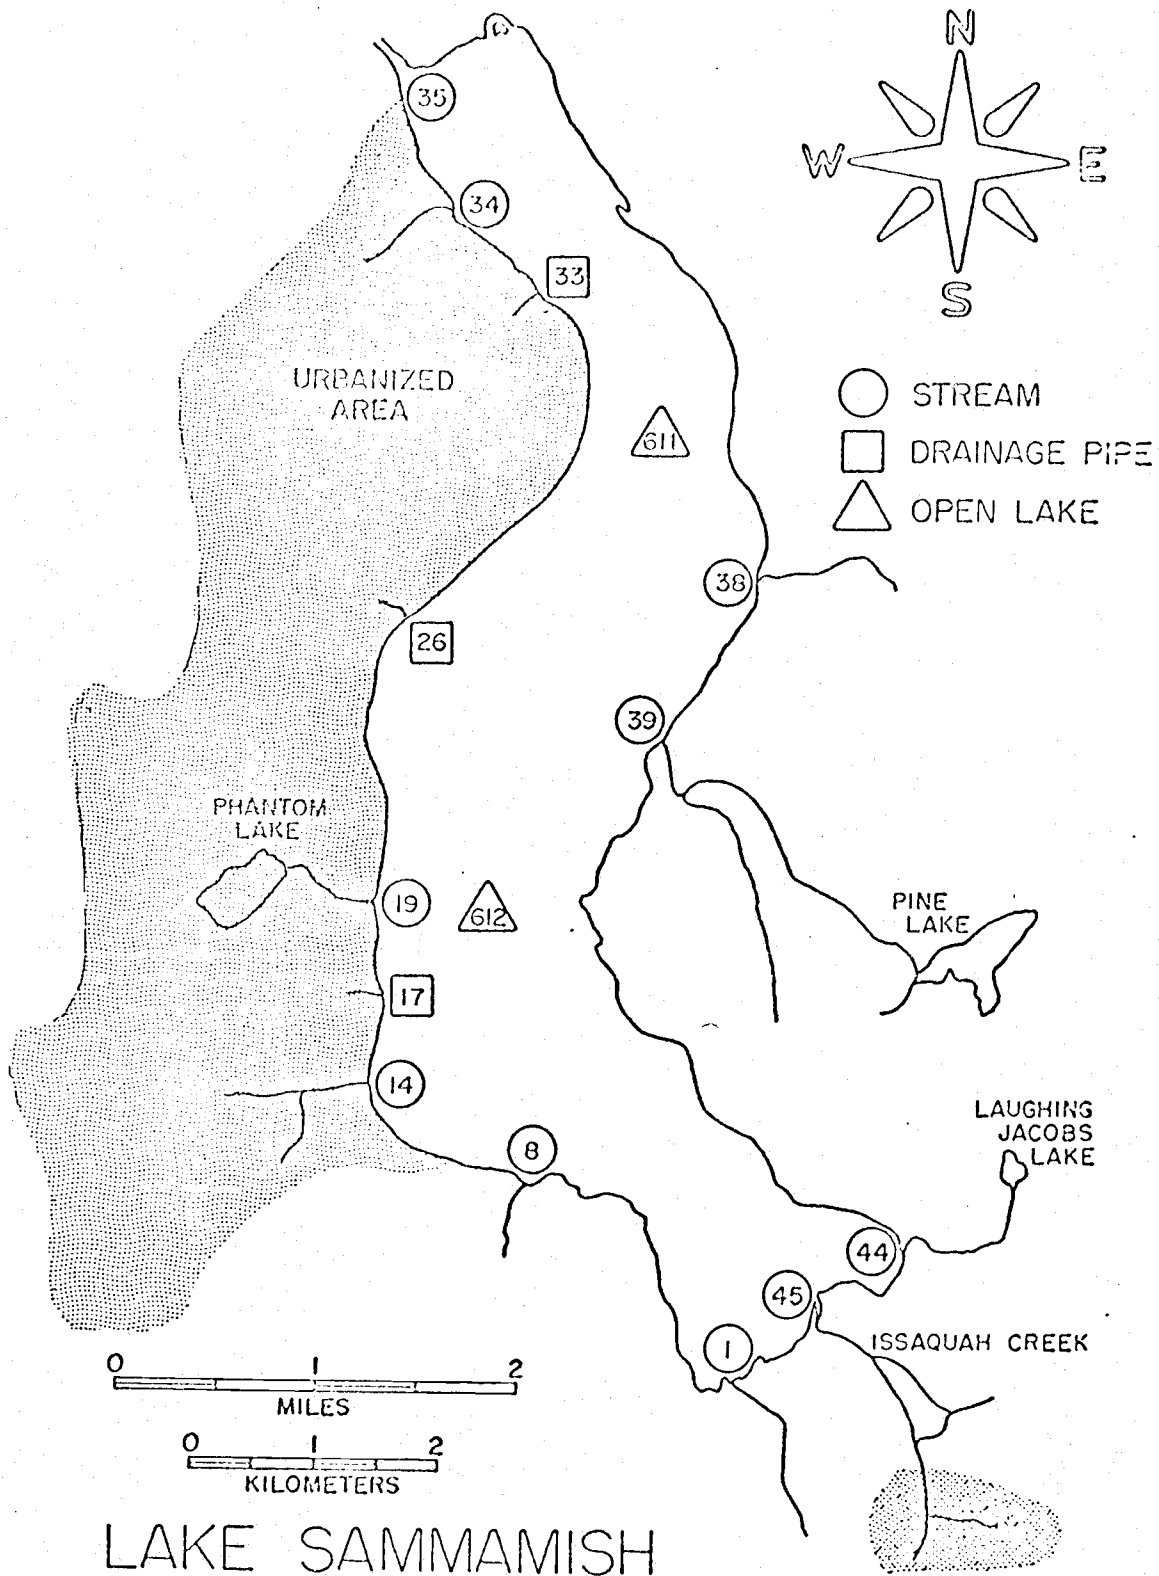 N
W
E
S
35
34
33
URBANIZED
AREA
STREAM
DRAINAGE PIPE
OPEN LAKE
611
38
26
39
PHANTOM
LAKE
19
612
PINE
LAKE
17
14
8
LAUGHING
JACOBS
LAKE
44
45
1
ISSAQUAH CREEK
0 1 2
MILES
0 1 2
KILOMETERS
LAKE SAMMAMISH